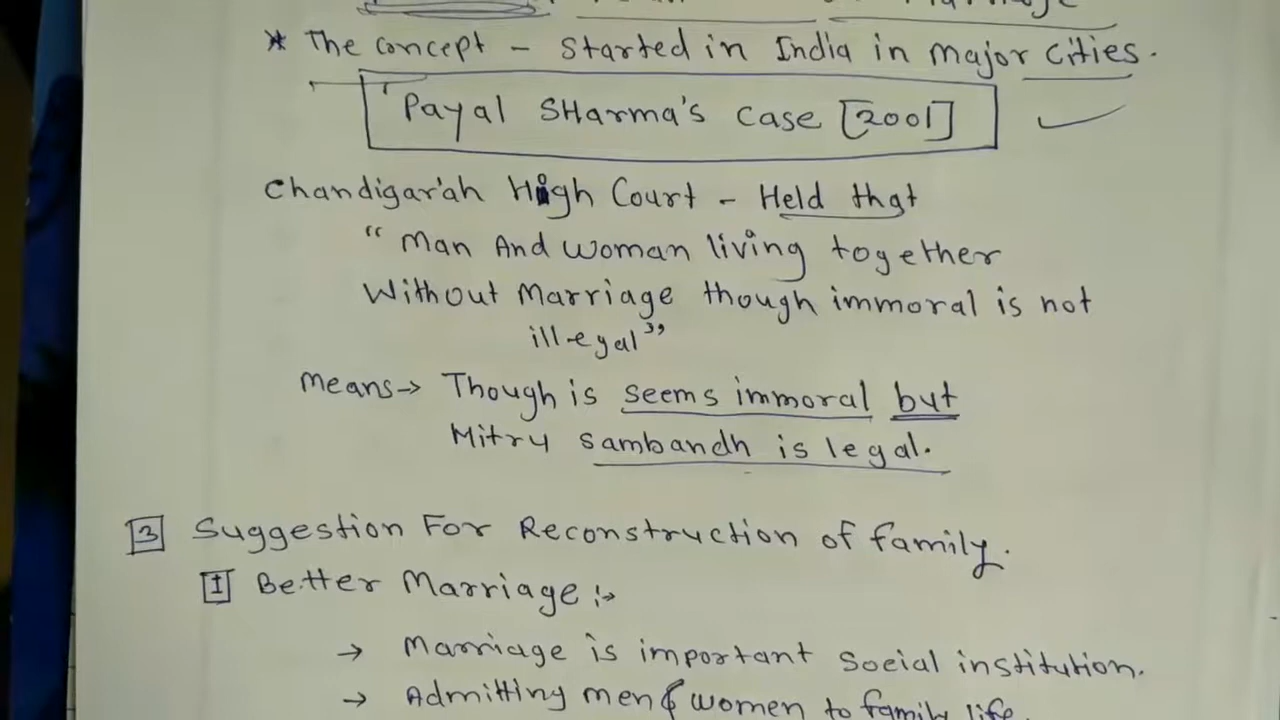 * The concept - started in India in major cities.
"Payal SHarma's case [2001]
Chandigar'ah High Court - Held that
"Man And woman living together
Without Marriage though immoral is not
illegal"
means→ Though is seems immoral but
Mitry sambandh is legal.
3 Suggestion For Reconstruction of family.
I Better Marriage :→
→ Marriage is important social institution.
→ Admitting men & women to family life.